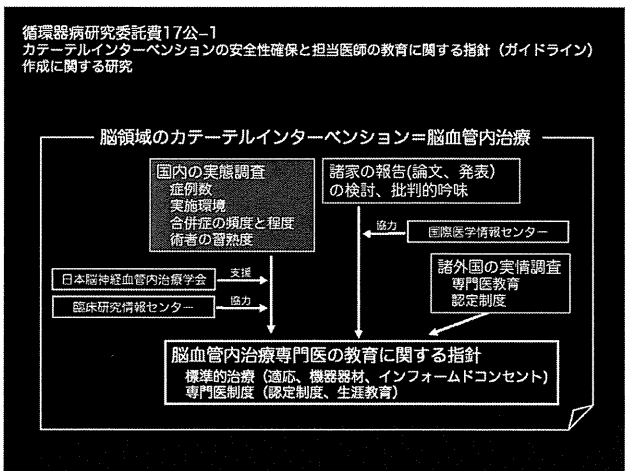 循環器病研究委託費17公−1
カテーテルインターベンションの安全性確保と担当医師の教育に関する指針（ガイドライン）
作成に関する研究
脳領域のカテーテルインターベンション＝脳血管内治療
国内の実態調査
症例数
実施環境
合併症の頻度と程度
術者の習熟度
諸家の報告(論文、発表)
の検討、批判的吟味
協力
国際医学情報センター
諸外国の実情調査
専門医教育
認定制度
日本脳神経血管内治療学会
支援
臨床研究情報センター
協力
脳血管内治療専門医の教育に関する指針
標準的治療（適応、機器器材、インフォームドコンセント）
専門医制度（認定制度、生涯教育）